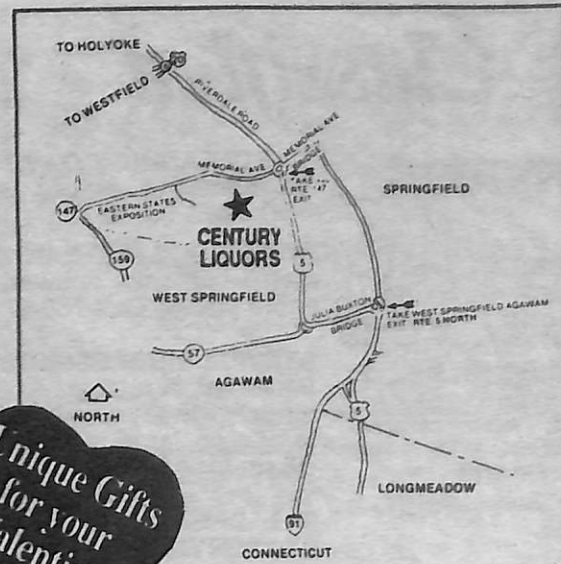 TO HOLYOKE
TO WESTFIELD
RIVERDALE ROAD
MEMORIAL AVE
BRIDGE
MEMORIAL AVE
TAKE
RTE 147
EXIT
SPRINGFIELD
147
EASTERN STATES
EXPOSITION
159
CENTURY
LIQUORS
5
WEST SPRINGFIELD
JULIA BUXTON
BRIDGE
TAKE WEST SPRINGFIELD AGAWAM
EXIT RTE 5 NORTH
57
AGAWAM
NORTH
5
LONGMEADOW
91
CONNECTICUT
Unique Gifts
for your